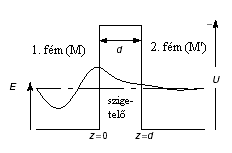 1. fém (M)
d
2. fém (M')
E
U
szige-
telő
z=0
z=d